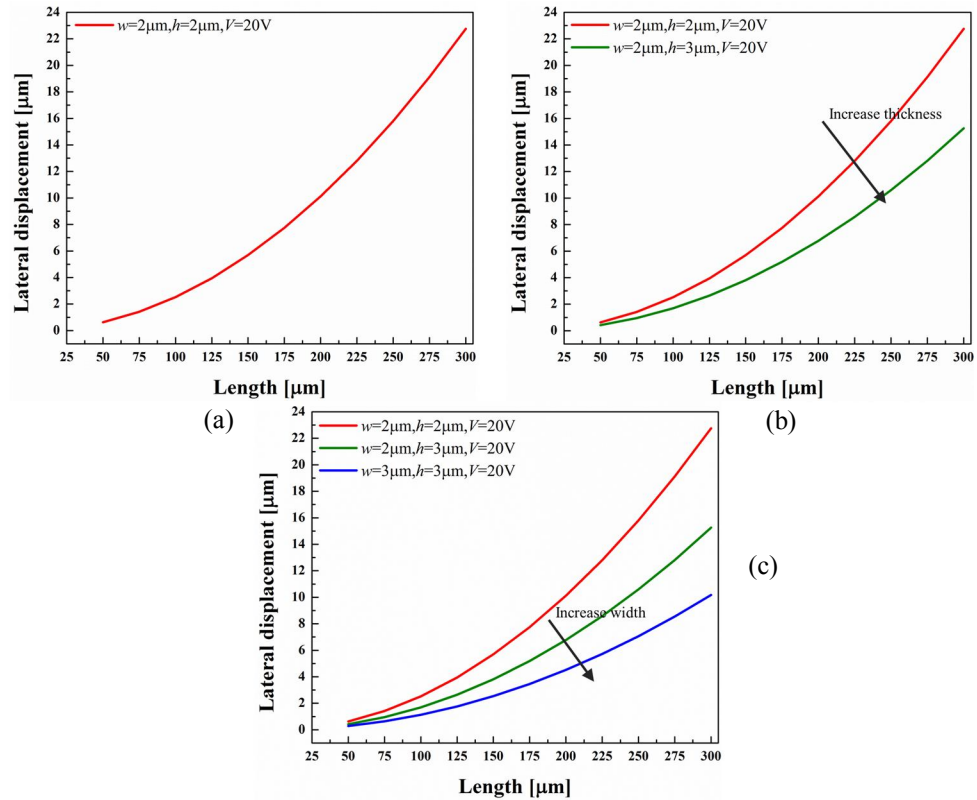 w=2μm,h=2μm,V=20V
24
22
20
18
16
14
12
10
8
6
4
2
0
Lateral displacement [μm]
25 50 75 100 125 150 175 200 225 250 275 300
Length [μm]
(a)
w=2μm,h=2μm,V=20V
w=2μm,h=3μm,V=20V
Increase thickness
24
22
20
18
16
14
12
10
8
6
4
2
0
Lateral displacement [μm]
25 50 75 100 125 150 175 200 225 250 275 300
Length [μm]
(b)
w=2μm,h=2μm,V=20V
w=2μm,h=3μm,V=20V
w=3μm,h=3μm,V=20V
Increase width
24
22
20
18
16
14
12
10
8
6
4
2
0
Lateral displacement [μm]
25 50 75 100 125 150 175 200 225 250 275 300
Length [μm]
(c)